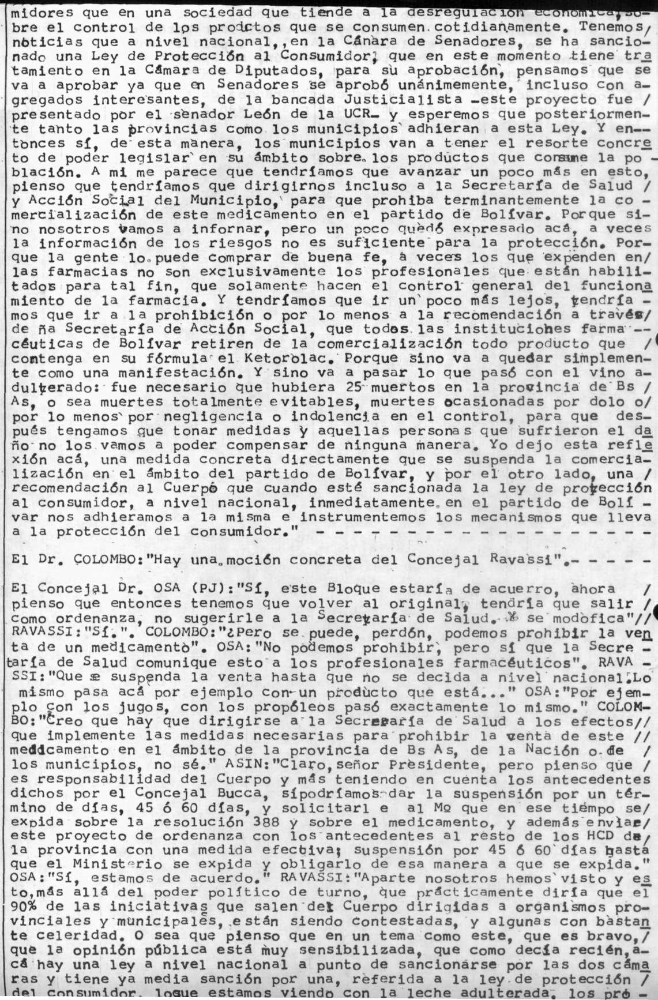 midores que en una sociedad que tiende a la desregulación económica, so-
bre el control de los prodctos que se consumen cotidianamente. Tenemos/
noticias que a nivel nacional, en la Cánara de Senadores, se ha sancio-
nado una Ley de Protección al Consumidor, que en este momento tiene tra
tamiento en la Cámara de Diputados, para su aprobación, pensamos que se
va a aprobar ya que en Senadores se aprobó unánimemente, incluso con a-
gregados interesantes, de la bancada Justicialista -este proyecto fue /
presentado por el senador León de la UCR- y esperemos que posteriormen-
te tanto las provincias como los municipios adhieran a esta Ley. Y en--
tonces sí, de esta manera, los municipios van a tener el resorte concre
to de poder legislar en su ámbito sobre los productos que consume la po -
blación. A mi me parece que tendríamos que avanzar un poco más en esto,
pienso que tendríamos que dirigirnos incluso a la Secretaría de Salud /
y Acción Social del Municipio, para que prohiba terminantemente la co -
mercialización de este medicamento en el partido de Bolívar. Porque si-
no nosotros vamos a infornar, pero un poco quedó expresado acá, a veces
la información de los riesgos no es suficiente para la protección. Por-
que la gente lo puede comprar de buena fe, a veces los que expenden en/
las farmacias no son exclusivamente los profesionales que están habili-
tados para tal fin, que solamente hacen el control general del funciona
miento de la farmacia. Y tendríamos que ir un poco más lejos, tendría -
mos que ir a la prohibición o por lo menos a la recomendación a través/
de ña Secretaría de Acción Social, que todas las instituciones farma --
céuticas de Bolívar retiren de la comercialización todo producto que /
contenga en su fórmula el Ketorolac. Porque sino va a quedar simplemen-
te como una manifestación. Y sino va a pasar lo que pasó con el vino a-
dulterado: fue necesario que hubiera 25 muertos en la provincia de Bs /
As, o sea muertes totalmente evitables, muertes ocasionadas por dolo o/
por lo menos por negligencia o indolencia en el control, para que des-
pués tengamos que tonar medidas y aquellas personas que sufrieron el da
ño no los vamos a poder compensar de ninguna manera. Yo dejo esta refle
xión acá, una medida concreta directamente que se suspenda la comercia-
lización en el ámbito del partido de Bolívar, y por el otro lado, una /
recomendación al Cuerpo que cuando esté sancionada la ley de protección
al consumidor, a nivel nacional, inmediatamente en el partido de Bolí -
var nos adhieramos a la misma e instrumentemos los mecanismos que lleva
a la protección del consumidor." - - - - - - - - - - - - - - - - - - -
El Dr. COLOMBO:"Hay una moción concreta del Concejal Ravassi".- - - - -
El Concejal Dr. OSA (PJ):"Sí, este Bloque estaría de acuerro, ahora /
pienso que entonces tenemos que volver al original, tendría que salir /
como ordenanza, no sugerirle a la Secretaría de Salud. Y se modofica"//
RAVASSI:"Sí.". COLOMBO:"¿Pero se puede, perdón, podemos prohibir la ven
ta de un medicamento". OSA:"No podemos prohibir, pero sí que la Secre -
taría de Salud comunique esto a los profesionales farmacéuticos". RAVA -
SSI:"Que se suspenda la venta hasta que no se decida a nivel nacional.Lo
mismo pasa acá por ejemplo con un producto que está..." OSA:"Por ejem-
plo con los jugos, con los propóleos pasó exactamente lo mismo." COLOM-
BO:"Creo que hay que dirigirse a la Secretaría de Salud a los efectos//
que implemente las medidas necesarias para prohibir la venta de este //
meddcamento en el ámbito de la provincia de Bs As, de la Nación o de /
los municipios, no sé." ASIN:"Claro,señor Presidente, pero pienso que /
es responsabilidad del Cuerpo y más teniendo en cuenta los antecedentes
dichos por el Concejal Bucca, sípodríamos dar la suspensión por un tér-
mino de días, 45 ó 60 días, y solicitarl e al Mº que en ese tiempo se/
expida sobre la resolución 388 y sobre el medicamento, y además enviar/
este proyecto de ordenanza con los antecedentes al resto de los HCD de/
la provincia con una medida efectiva; suspensión por 45 ó 60 días hasta
que el Ministerio se expida y obligarlo de esa manera a que se expida."
OSA:"Sí, estamos de acuerdo." RAVASSI:"Aparte nosotros hemos visto y es
to,más allá del poder político de turno, que prácticamente diría que el
90% de las iniciativas que salen del Cuerpo dirigidas a organismos pro-
vinciales y municipales, están siendo contestadas, y algunas con bastan
te celeridad. O sea que pienso que en un tema como este, que es bravo,/
que la opinión pública está muy sensibilizada, que como decía recién,a-
cá hay una ley a nivel nacional a punto de sancionarse por las dos cáma
ras y tiene ya media sanción por una, referida a la ley de protección /
del consumidor, loque estamos viendo con la leche adulterada, los pro -